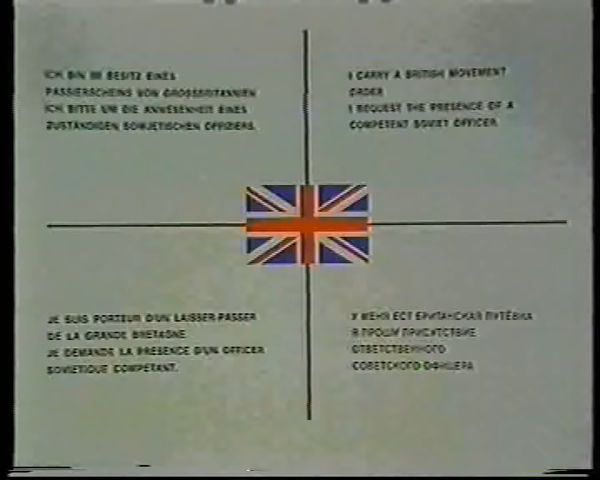 ICH BIN IM BESITZ EINES
PASSIERSCHEINS VON GROSSBRITANNIEN
ICH BITTE UM DIE ANWESENHEIT EINES
ZUSTÄNDIGEN SOWJETISCHEN OFFIZIERS.
I CARRY A BRITISH MOVEMENT
ORDER
I REQUEST THE PRESENCE OF A
COMPETENT SOVIET OFFICER.
JE SUIS PORTEUR D'UN LAISSER-PASSER
DE LA GRANDE BRETAGNE
JE DEMANDE LA PRESENCE D'UN OFFICER
SOVIETIQUE COMPETANT.
У МЕНЯ ЕСТ БРИТАНСКАЯ ПУТЁВКА
Я ПРОШУ ПРИСУТСТВИЕ
ОТВЕТСТВЕННОГО
СОВЕТСКОГО ОФИЦЕРА